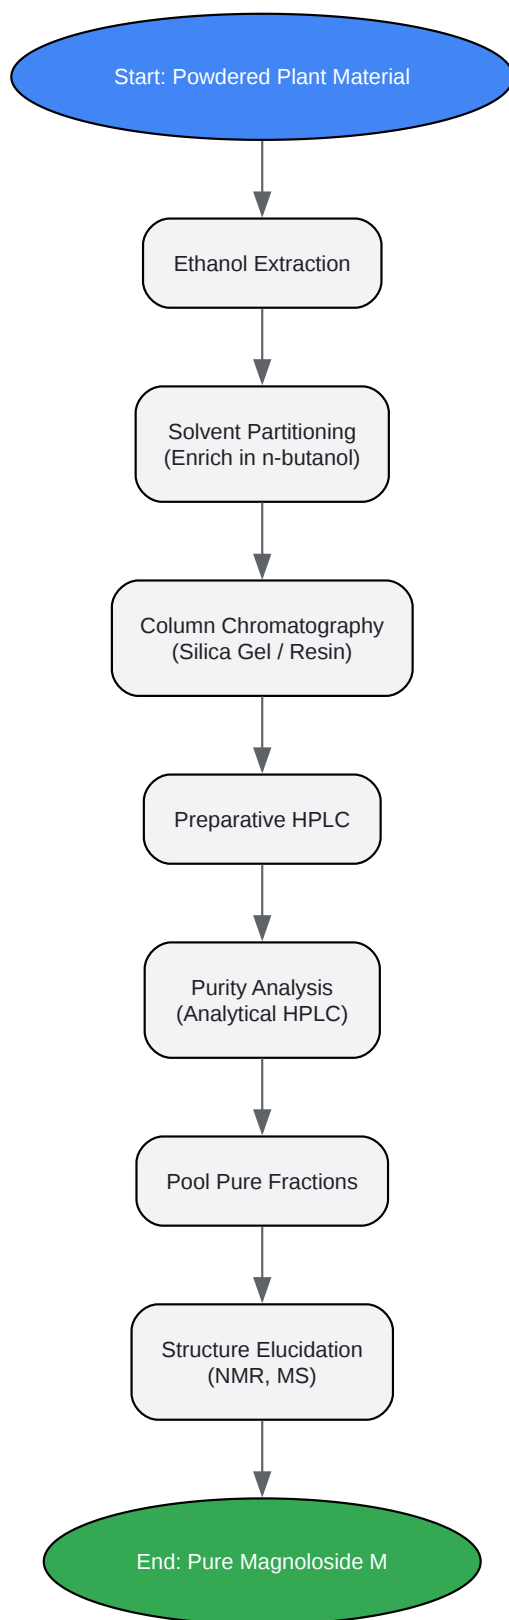 Start: Powdered Plant Material
Ethanol Extraction
Solvent Partitioning
(Enrich in n-butanol)
Column Chromatography
(Silica Gel / Resin)
Preparative HPLC
Purity Analysis
(Analytical HPLC)
Pool Pure Fractions
Structure Elucidation
(NMR, MS)
End: Pure Magnoloside M